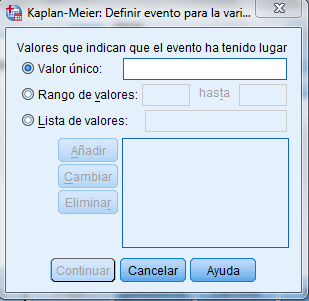 Kaplan-Meier: Definir evento para la vari...
Valores que indican que el evento ha tenido lugar
Valor único:
Rango de valores: hasta
Lista de valores:
Añadir
Cambiar
Eliminar
Continuar Cancelar Ayuda